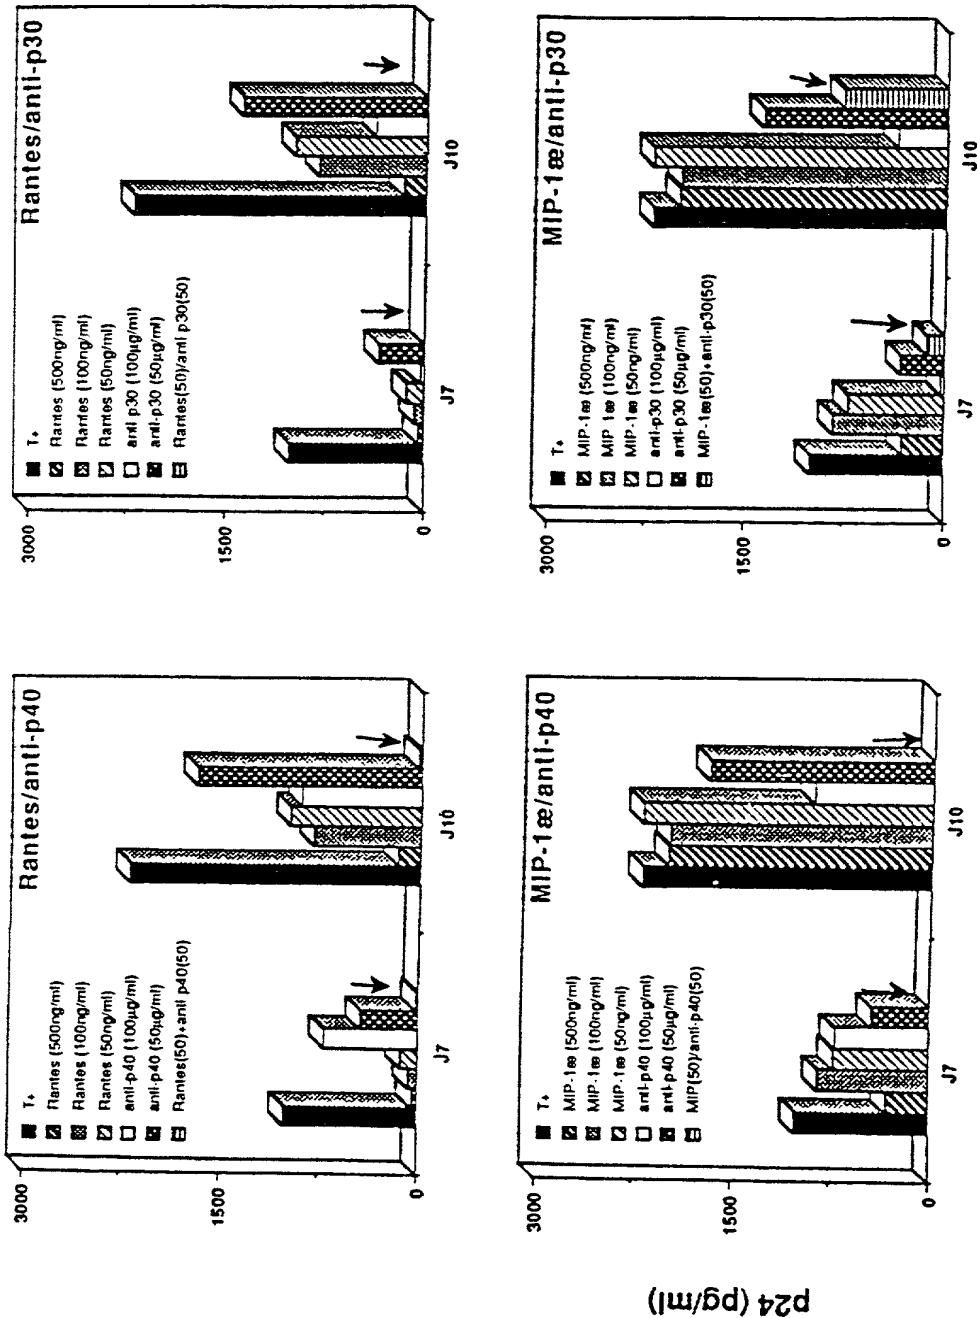 Rantes/anti-p40
3000
1500
0
T+
Rantes (500ng/ml)
Rantes (100ng/ml)
Rantes (50ng/ml)
anti-p40 (100µg/ml)
anti-p40 (50µg/ml)
Rantes(50)+anti p40(50)
J7
J10
Rantes/anti-p30
3000
1500
0
T+
Rantes (500ng/ml)
Rantes (100ng/ml)
Rantes (50ng/ml)
anti p30 (100µg/ml)
anti-p30 (50µg/ml)
Rantes(50)/anti p30(50)
J7
J10
p24 (pg/ml)
MIP-1æ/anti-p40
3000
1500
0
T+
MIP-1æ (500ng/ml)
MIP-1æ (100ng/ml)
MIP-1æ (50ng/ml)
anti-p40 (100µg/ml)
anti-p40 (50µg/ml)
MIP(50)/anti-p40(50)
J7
J10
MIP-1æ/anti-p30
3000
1500
0
T+
MIP-1æ (500ng/ml)
MIP 1æ (100ng/ml)
MIP-1æ (50ng/ml)
anti-p30 (100µg/ml)
anti-p30 (50µg/ml)
MIP-1æ(50)+anti-p30(50)
J7
J10